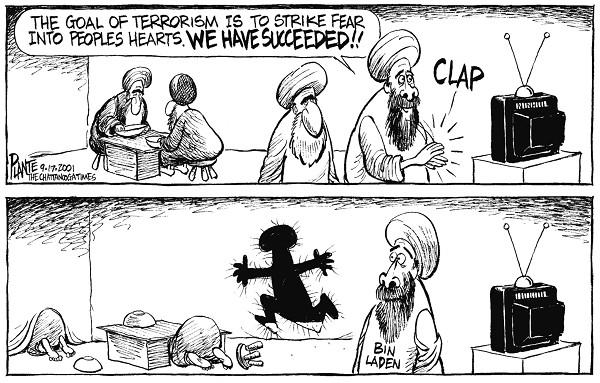 THE GOAL OF TERRORISM IS TO STRIKE FEAR
INTO PEOPLES HEARTS. WE HAVE SUCCEEDED!!
CLAP
PLANTE 9-17-2001
THE CHATTANOOGA TIMES
BIN
LADEN